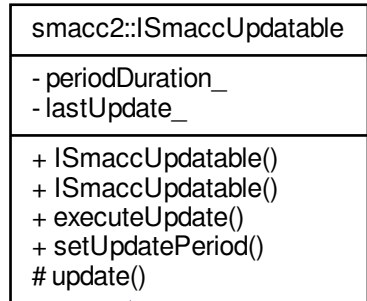 smacc2::ISmaccUpdatable
- periodDuration_
- lastUpdate_
+ ISmaccUpdatable()
+ ISmaccUpdatable()
+ executeUpdate()
+ setUpdatePeriod()
# update()